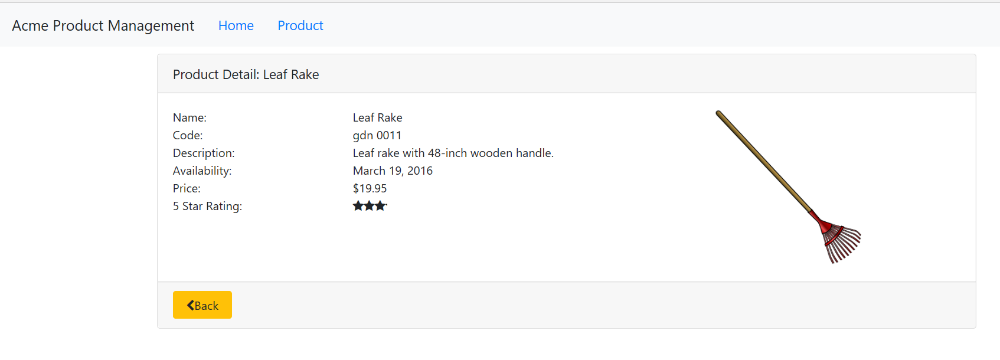 Acme Product Management Home Product
Product Detail: Leaf Rake
Name: Leaf Rake
Code: gdn 0011
Description: Leaf rake with 48-inch wooden handle.
Availability: March 19, 2016
Price: $19.95
5 Star Rating:
Back